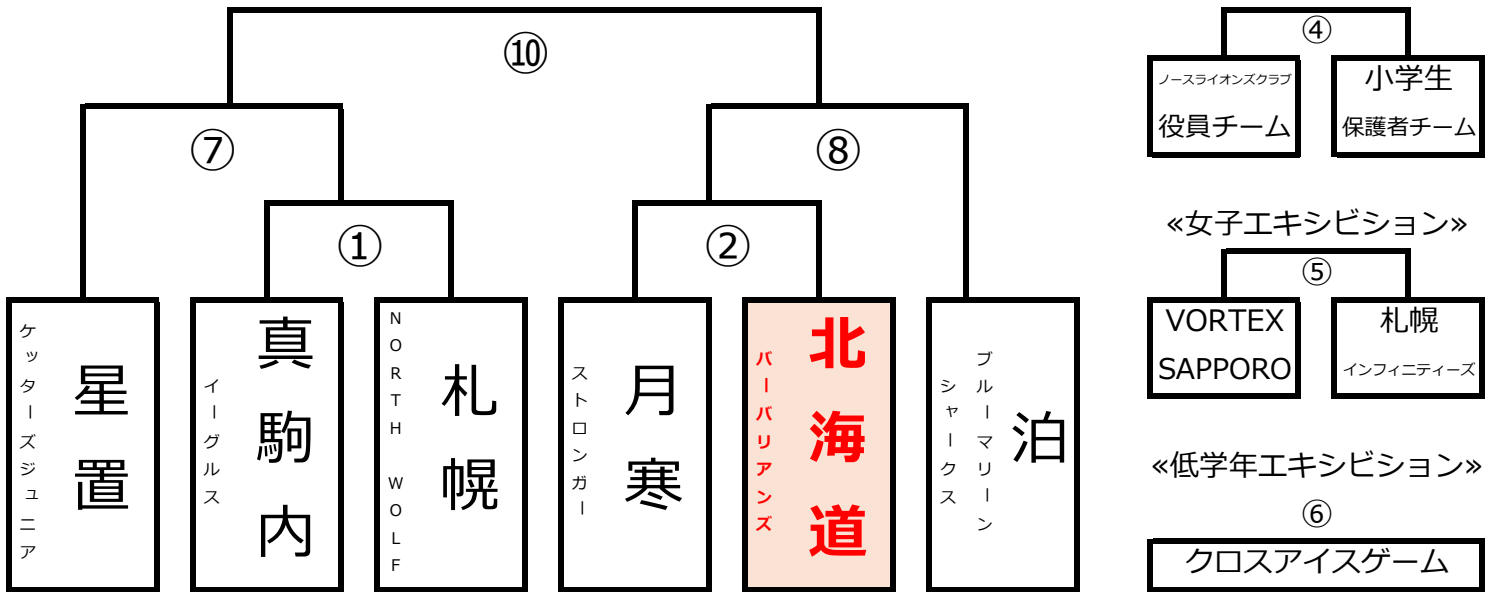 ⑩
⑦
⑧
①
②
星置
ケッターズジュニア
真駒内
イーグルス
札幌
NORTH WOLF
月寒
ストロンガー
北海道
バーバリアンズ
泊
ブルーマリーン
シャークス
④
ノースライオンズクラブ
役員チーム
小学生
保護者チーム
«女子エキシビション»
⑤
VORTEX
SAPPORO
札幌
インフィニティーズ
«低学年エキシビション»
⑥
クロスアイスゲーム